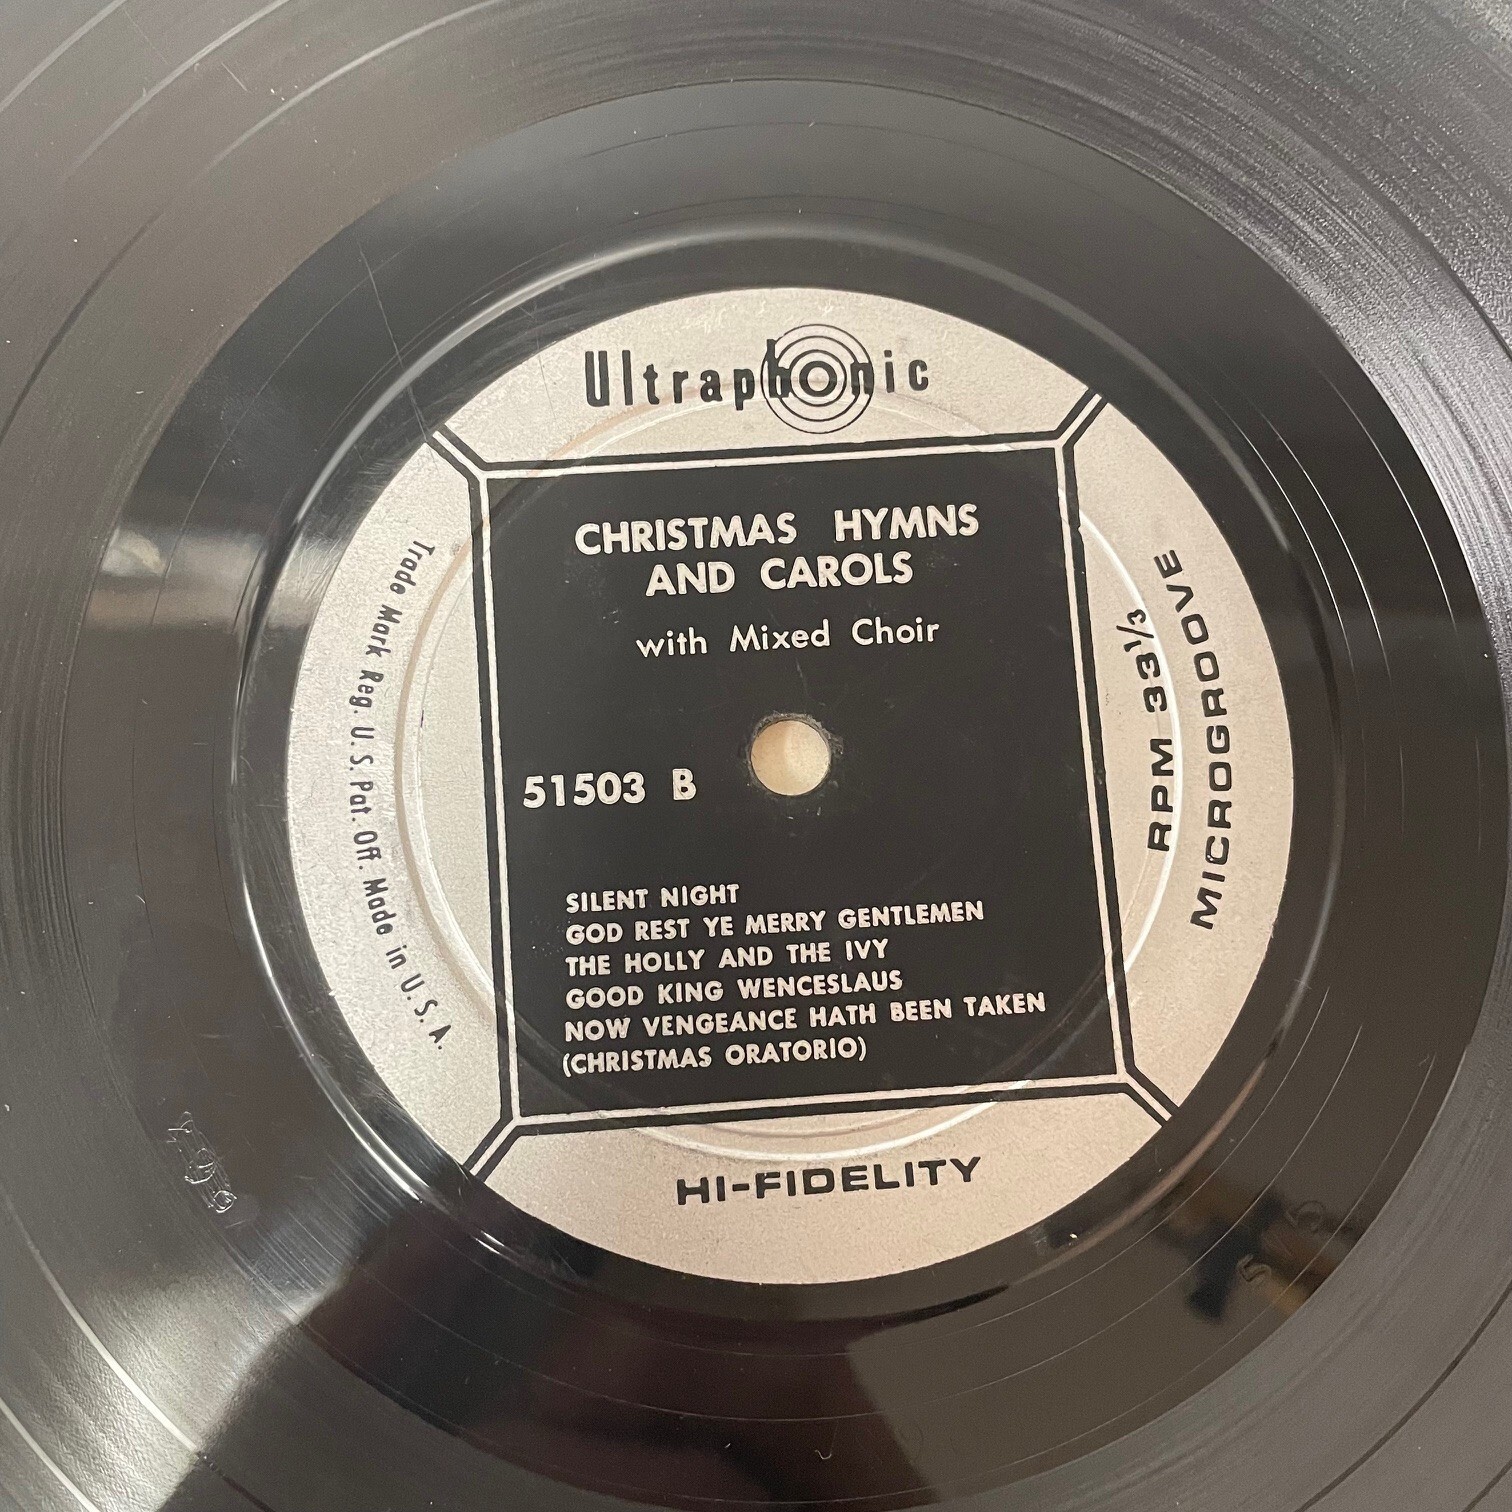 Ultraphonic
CHRISTMAS HYMNS
AND CAROLS
with Mixed Choir
51503 B
SILENT NIGHT
GOD REST YE MERRY GENTLEMEN
THE HOLLY AND THE IVY
GOOD KING WENCESLAUS
NOW VENGEANCE HATH BEEN TAKEN
(CHRISTMAS ORATORIO)
Trade Mark Reg. U.S. Pat. Off. Made in U.S.A.
RPM 33⅓
MICROGROOVE
HI-FIDELITY